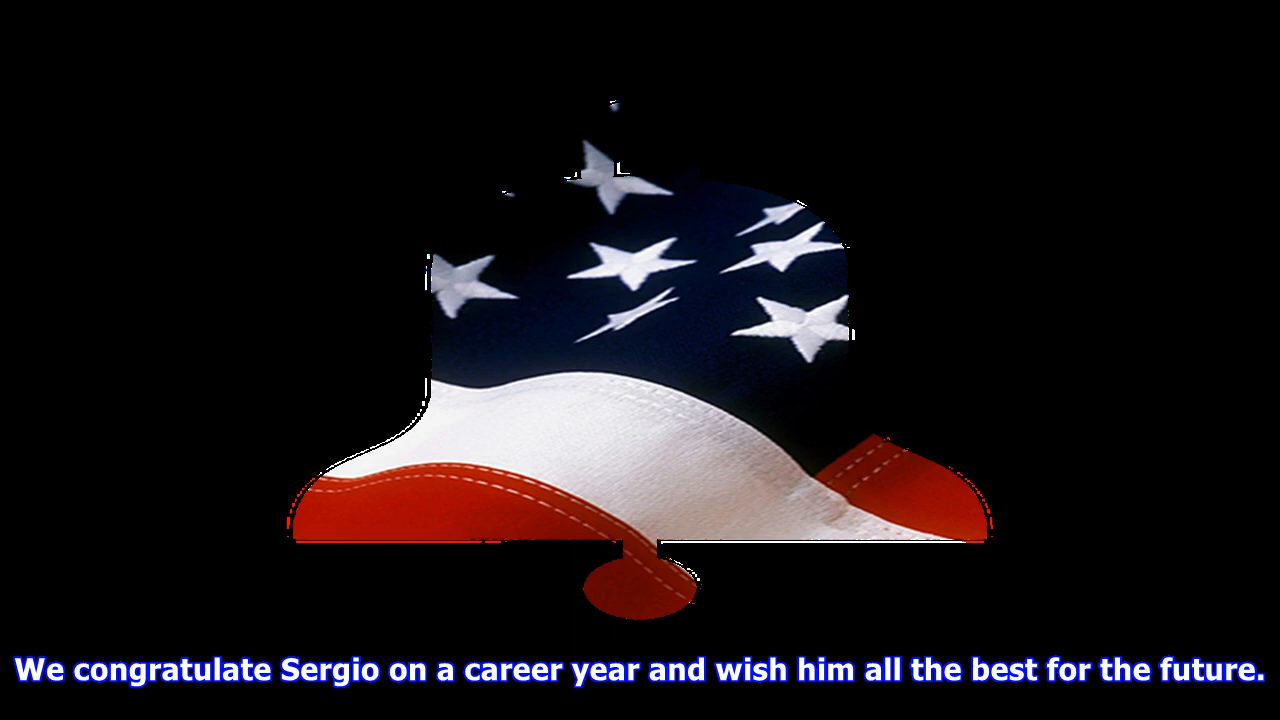 We congratulate Sergio on a career year and wish him all the best for the future.